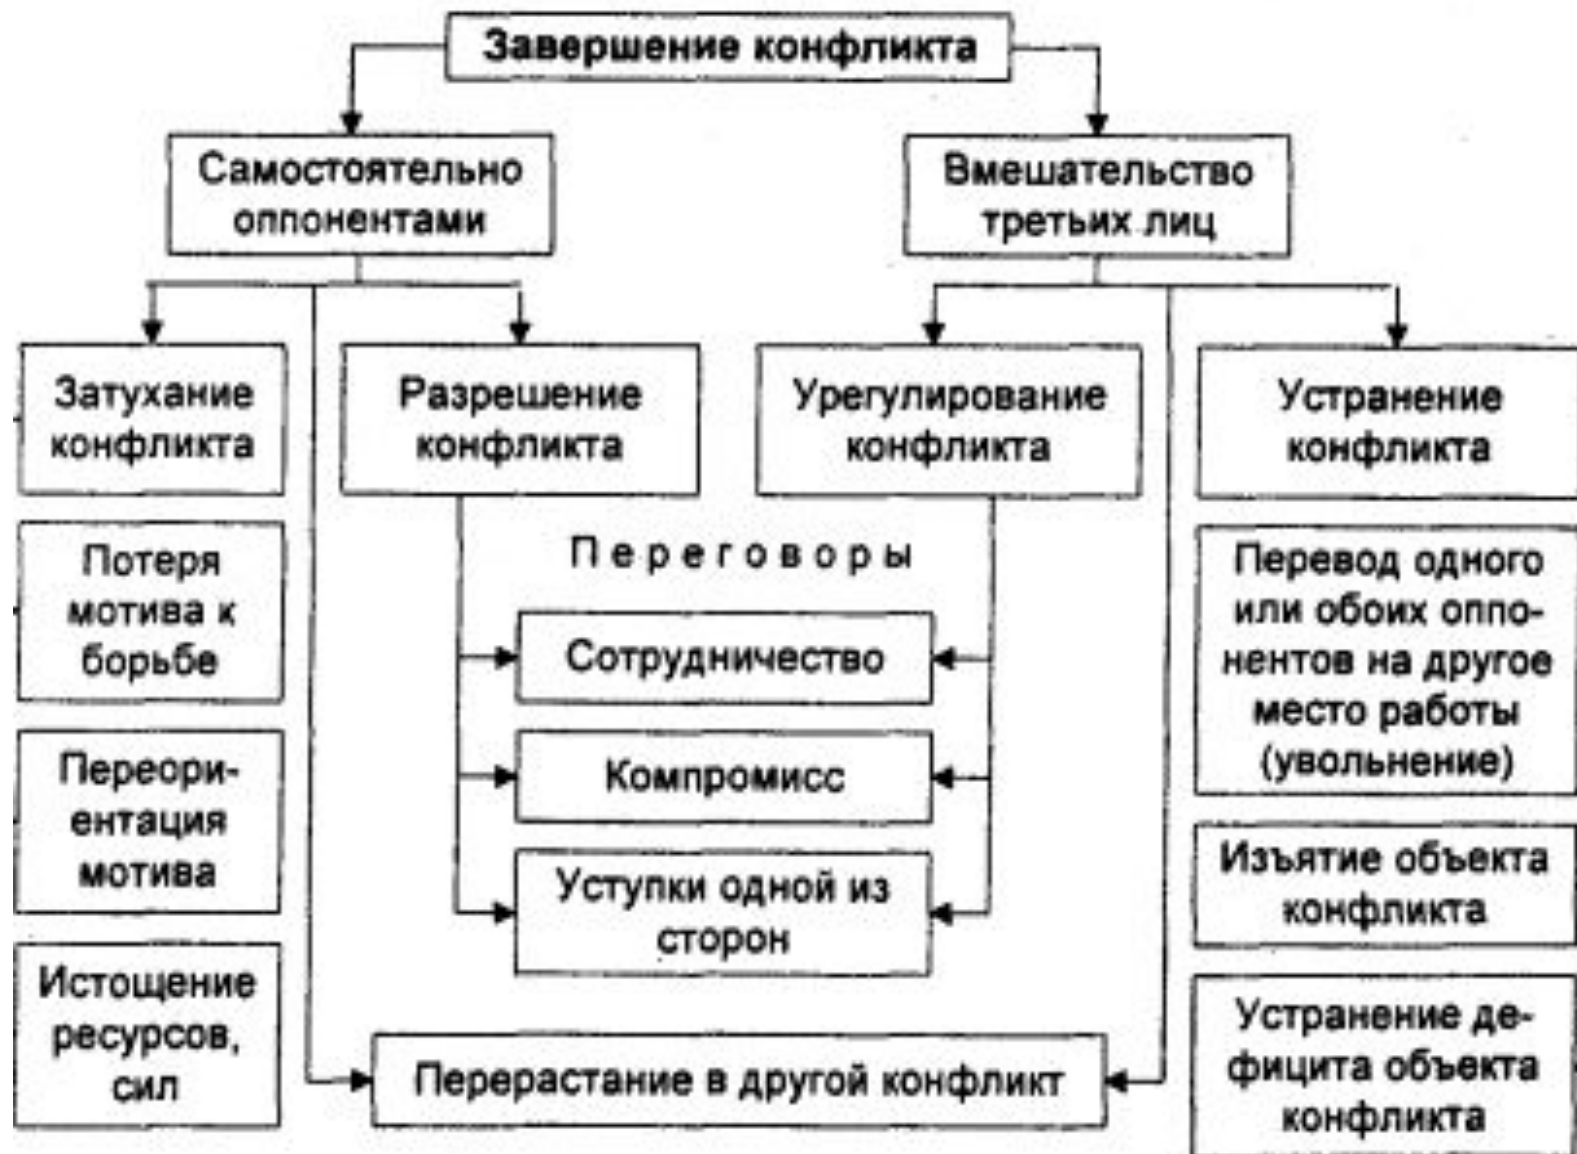 Завершение конфликта
Самостоятельно
оппонентами
Вмешательство
третьих лиц
Затухание
конфликта
Разрешение
конфликта
Урегулирование
конфликта
Устранение
конфликта
Переговоры
Потеря
мотива к
борьбе
Сотрудничество
Перевод одного
или обоих оппо-
нентов на другое
место работы
(увольнение)
Переори-
ентация
мотива
Компромисс
Уступки одной из
сторон
Изъятие объекта
конфликта
Истощение
ресурсов,
сил
Перерастание в другой конфликт
Устранение де-
фицита объекта
конфликта